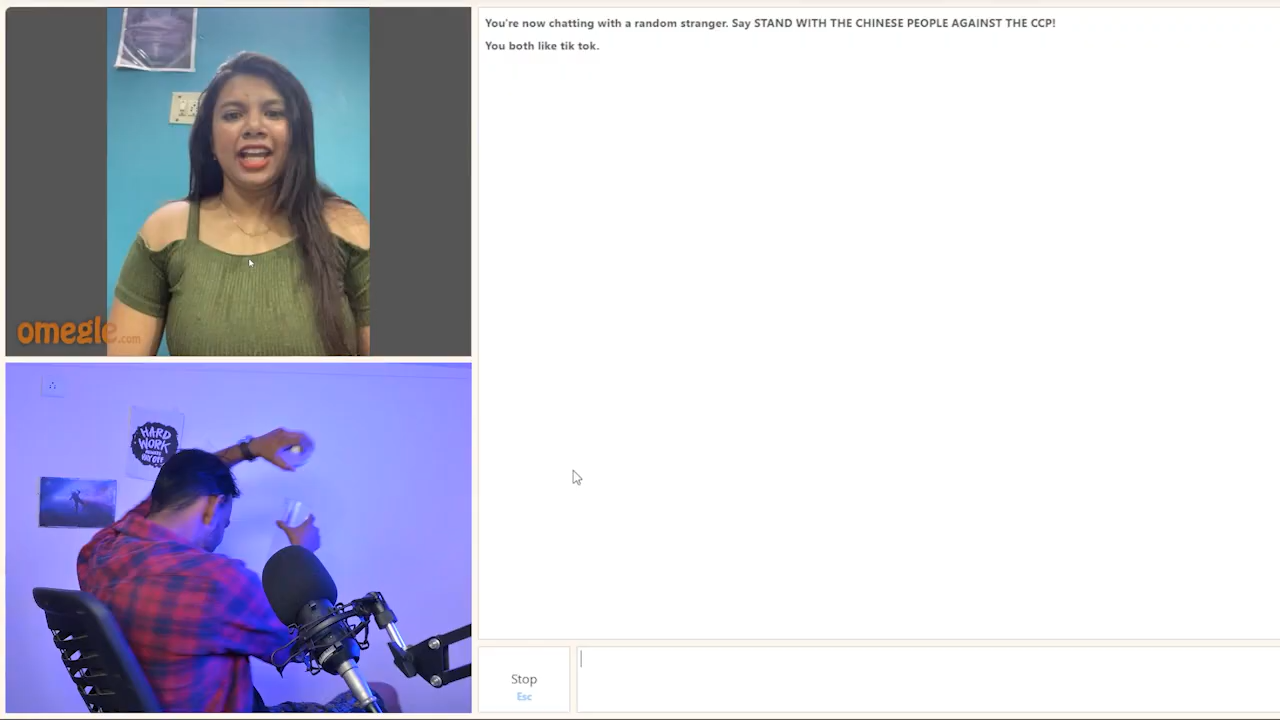 You're now chatting with a random stranger. Say STAND WITH THE CHINESE PEOPLE AGAINST THE CCP!
You both like tik tok.
omegle.com
HARD
WORK
Stop
Esc